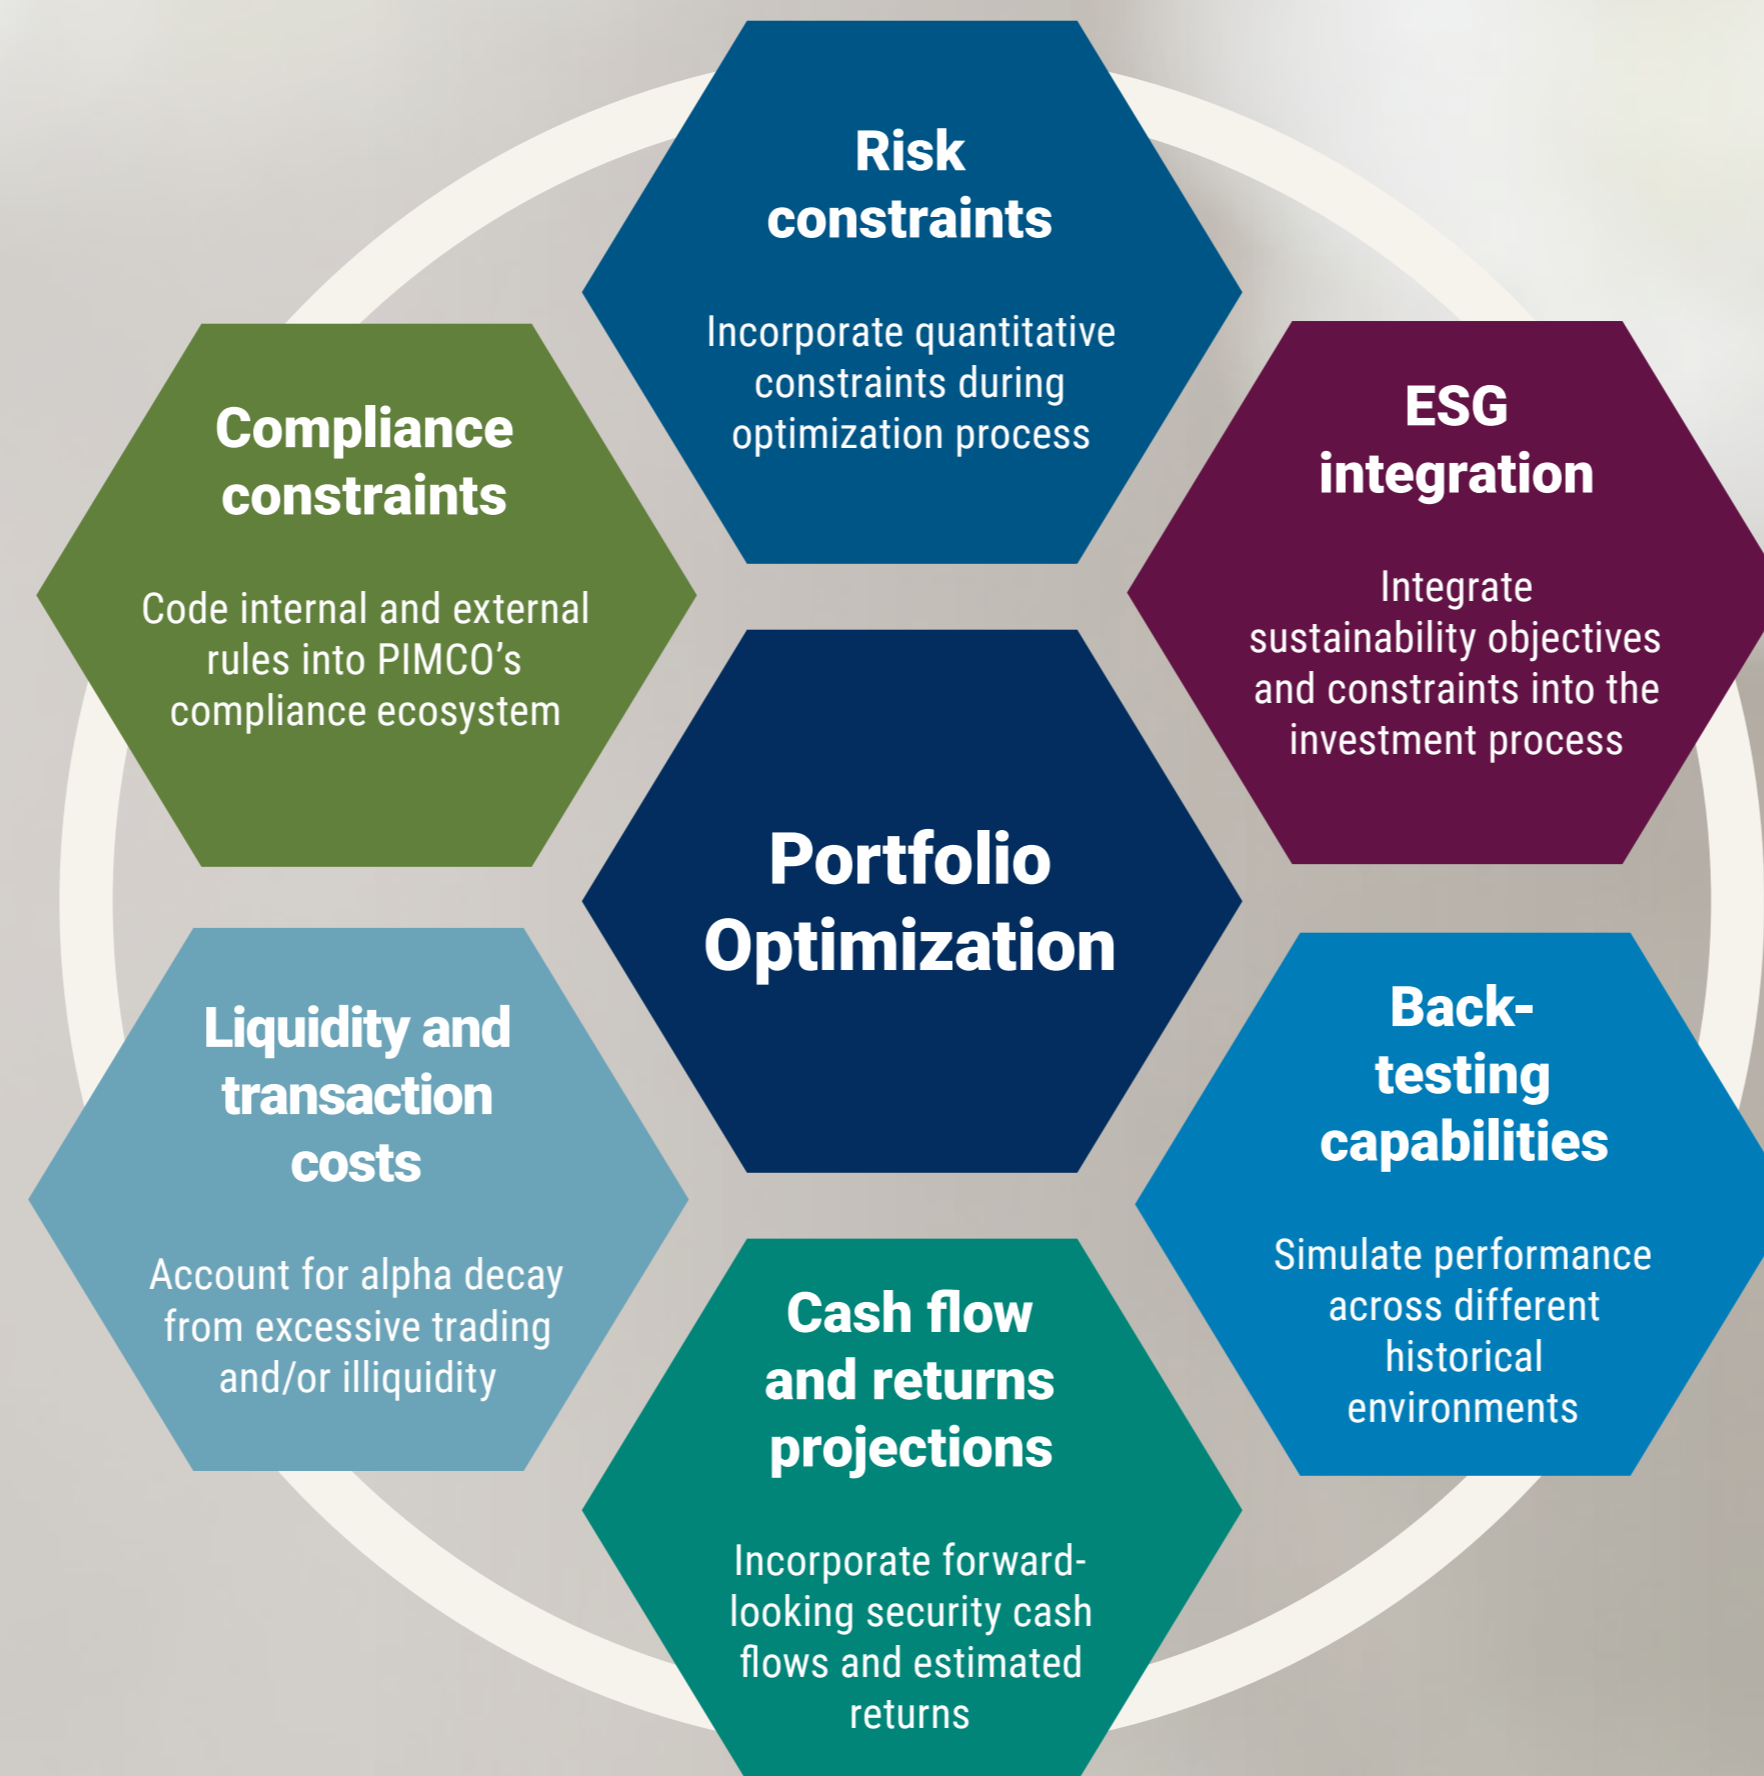 Risk
constraints
Incorporate quantitative
constraints during
optimization process
ESG
integration
Integrate
sustainability objectives
and constraints into the
investment process
Back-
testing
capabilities
Simulate performance
across different
historical
environments
Cash flow
and returns
projections
Incorporate forward-
looking security cash
flows and estimated
returns
Liquidity and
transaction
costs
Account for alpha decay
from excessive trading
and/or illiquidity
Compliance
constraints
Code internal and external
rules into PIMCO’s
compliance ecosystem
Portfolio
Optimization